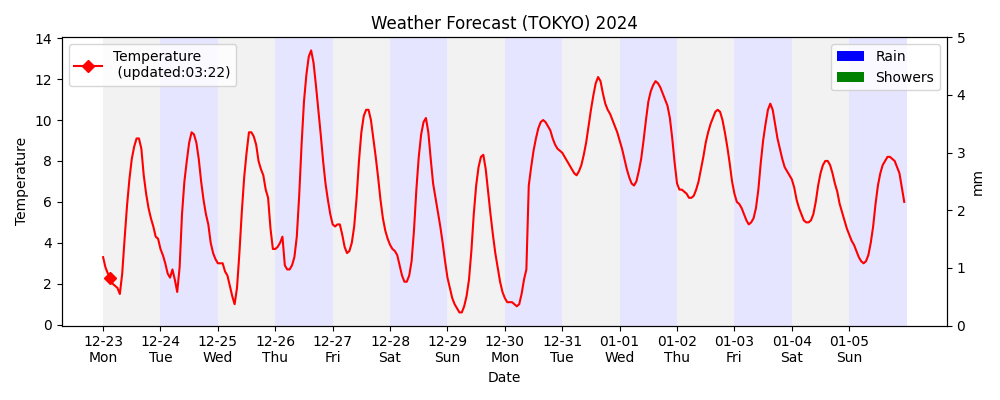 Weather Forecast (TOKYO) 2024
Temperature
(updated:03:22)
Rain
Showers
Temperature
14
12
10
8
6
4
2
0
5
4
3
2
1
0
mm
12-23 12-24 12-25 12-26 12-27 12-28 12-29 12-30 12-31 01-01 01-02 01-03 01-04 01-05
Mon Tue Wed Thu Fri Sat Sun Mon Tue Wed Thu Fri Sat Sun
Date